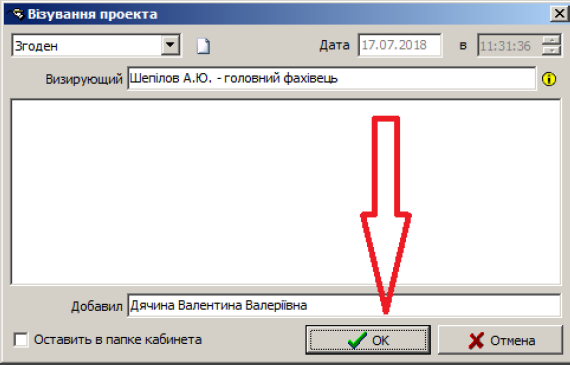 Візування проекта
Згоден Дата 17.07.2018 в 11:31:36
Визирующий Шепілов А.Ю. - головний фахівець
Добавил Дячина Валентина Валеріївна
Оставить в папке кабинета OK Отмена